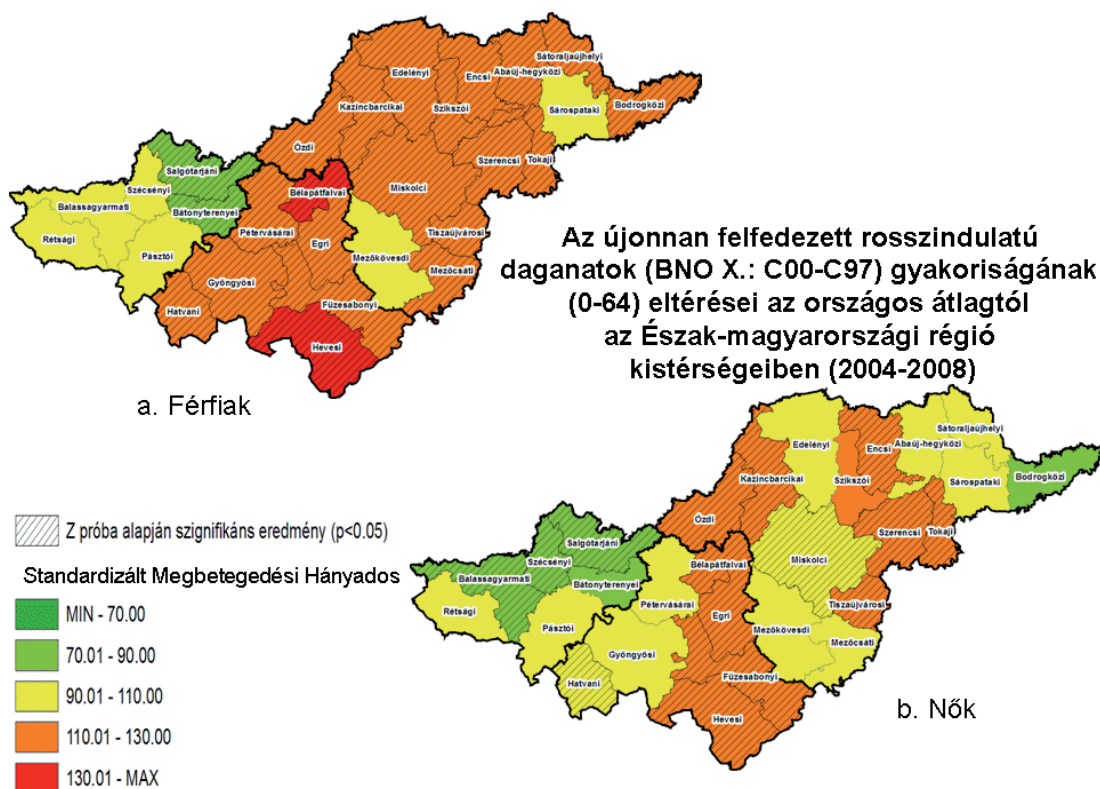 Sátoraljaújhelyi
Abaúj-hegyközi
Encsi
Edelényi
Kazincbarcikai
Szikszói
Sárospataki
Bodrogközi
Ózdi
Szerencsi
Tokaji
Salgótarjáni
Szécsényi
Miskolci
Bélapátfalvai
Balassagyarmati
Bátonyterenyei
Rétsági
Pétervásárai
Egri
Tiszaújvárosi
Pásztói
Mezőkövesdi
Mezőcsáti
Gyöngyösi
Hatvani
Füzesabonyi
Hevesi
a. Férfiak
Az újonnan felfedezett rosszindulatú
daganatok (BNO X.: C00-C97) gyakoriságának
(0-64) eltérései az országos átlagtól
az Észak-magyarországi régió
kistérségeiben (2004-2008)
Sátoraljaújhelyi
Abaúj-hegyközi
Edelényi
Encsi
Kazincbarcikai
Szikszói
Sárospataki
Bodrogközi
Ózdi
Szerencsi
Tokaji
Salgótarjáni
Szécsényi
Miskolci
Bélapátfalvai
Balassagyarmati
Bátonyterenyei
Rétsági
Pétervásárai
Tiszaújvárosi
Egri
Pásztói
Mezőkövesdi
Mezőcsáti
Gyöngyösi
Hatvani
Füzesabonyi
Hevesi
b. Nők
Z próba alapján szignifikáns eredmény (p<0.05)
Standardizált Megbetegedési Hányados
MIN - 70.00
70.01 - 90.00
90.01 - 110.00
110.01 - 130.00
130.01 - MAX